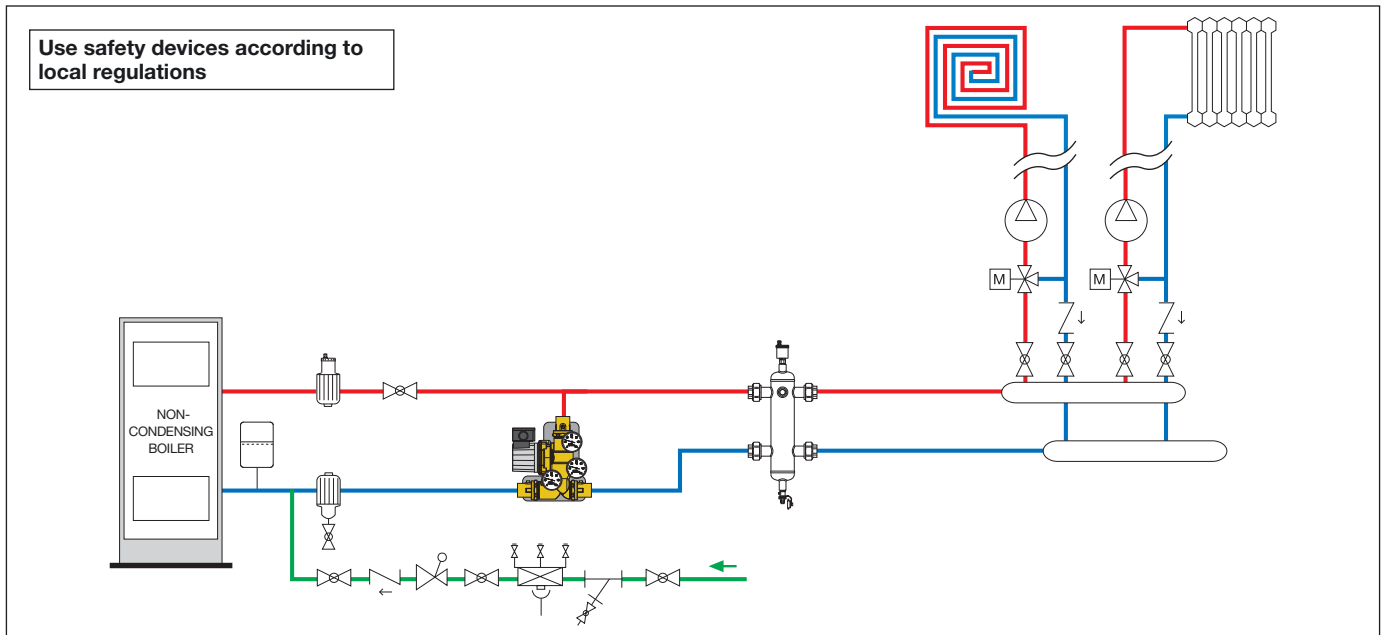 Use safety devices according to
local regulations
M
M
NON-
CONDENSING
BOILER